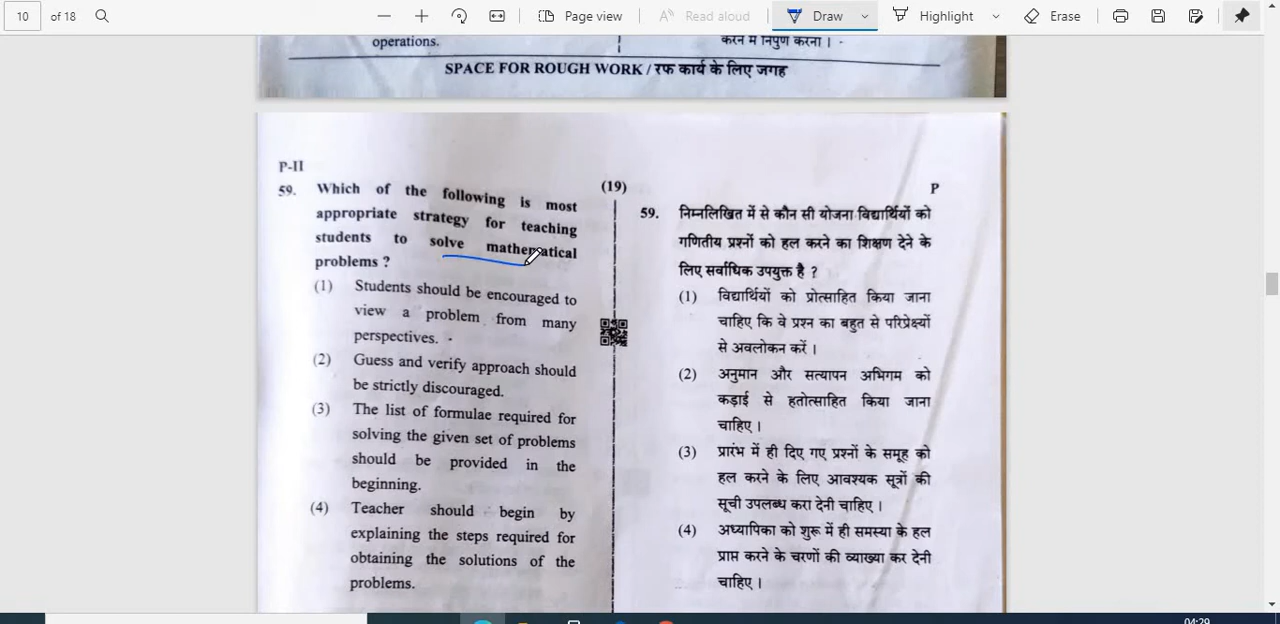 10 of 18
Page view
Read aloud
Draw
Highlight
Erase
operations.
करने में निपुण करना ।
SPACE FOR ROUGH WORK / रफ कार्य के लिए जगह
P-II
(19)
P
59. Which of the following is most
appropriate strategy for teaching
students to solve mathematical
problems ?
(1) Students should be encouraged to
view a problem from many
perspectives.
(2) Guess and verify approach should
be strictly discouraged.
(3) The list of formulae required for
solving the given set of problems
should be provided in the
beginning.
(4) Teacher should begin by
explaining the steps required for
obtaining the solutions of the
problems.
59. निम्नलिखित में से कौन सी योजना विद्यार्थियों को
गणितीय प्रश्नों को हल करने का शिक्षण देने के
लिए सर्वाधिक उपयुक्त है ?
(1) विद्यार्थियों को प्रोत्साहित किया जाना
चाहिए कि वे प्रश्न का बहुत से परिप्रेक्ष्यों
से अवलोकन करें ।
(2) अनुमान और सत्यापन अभिगम को
कड़ाई से हतोत्साहित किया जाना
चाहिए ।
(3) प्रारंभ में ही दिए गए प्रश्नों के समूह को
हल करने के लिए आवश्यक सूत्रों की
सूची उपलब्ध करा देनी चाहिए ।
(4) अध्यापिका को शुरू में ही समस्या के हल
प्राप्त करने के चरणों की व्याख्या कर देनी
चाहिए ।
04:29